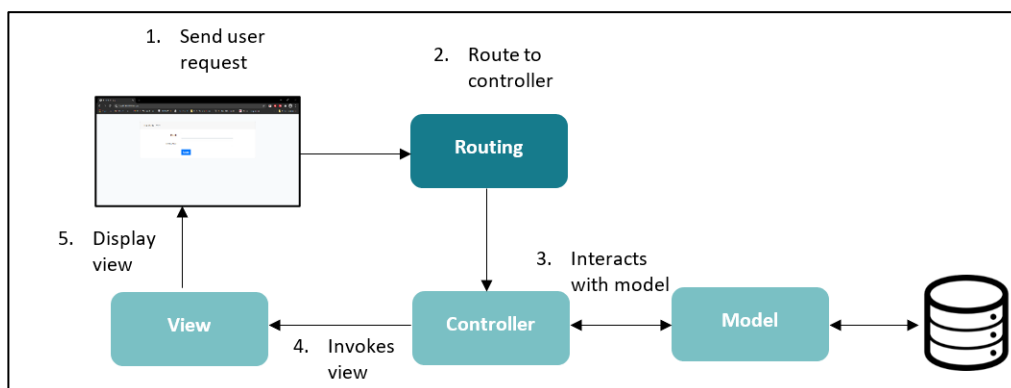 1. Send user
request
2. Route to
controller
Routing
5. Display
view
3. Interacts
with model
View
Controller
Model
4. Invokes
view